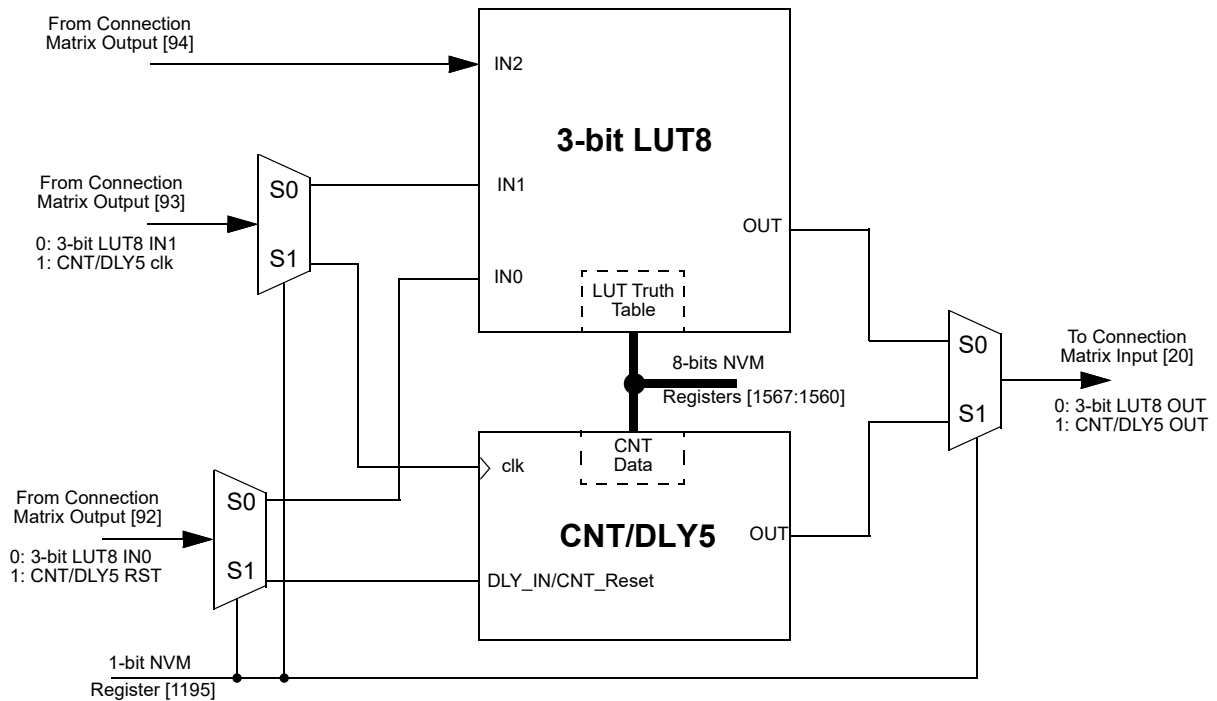 From Connection
Matrix Output [94]
IN2
3-bit LUT8
From Connection
Matrix Output [93]
S0
IN1
0: 3-bit LUT8 IN1
1: CNT/DLY5 clk
S1
OUT
IN0
LUT Truth
Table
S0
To Connection
Matrix Input [20]
8-bits NVM
Registers [1567:1560]
S1
0: 3-bit LUT8 OUT
1: CNT/DLY5 OUT
CNT
Data
clk
From Connection
Matrix Output [92]
S0
CNT/DLY5
OUT
0: 3-bit LUT8 IN0
1: CNT/DLY5 RST
S1
DLY_IN/CNT_Reset
1-bit NVM
Register [1195]